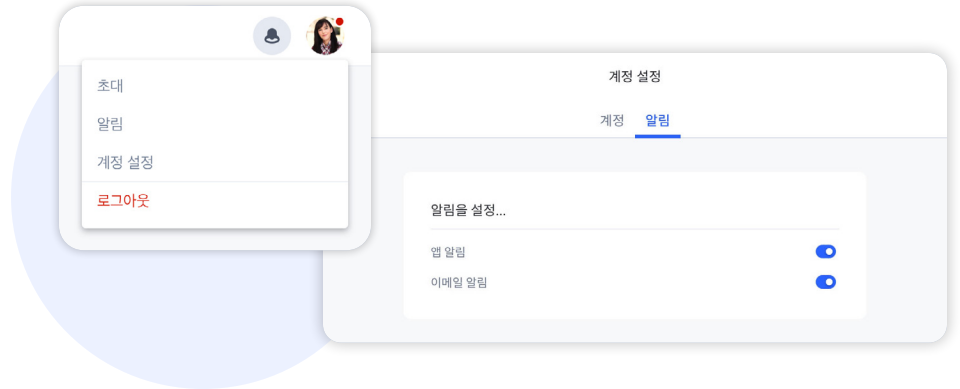 초대
알림
계정 설정
로그아웃
계정 설정
계정 알림
알림을 설정...
앱 알림
이메일 알림